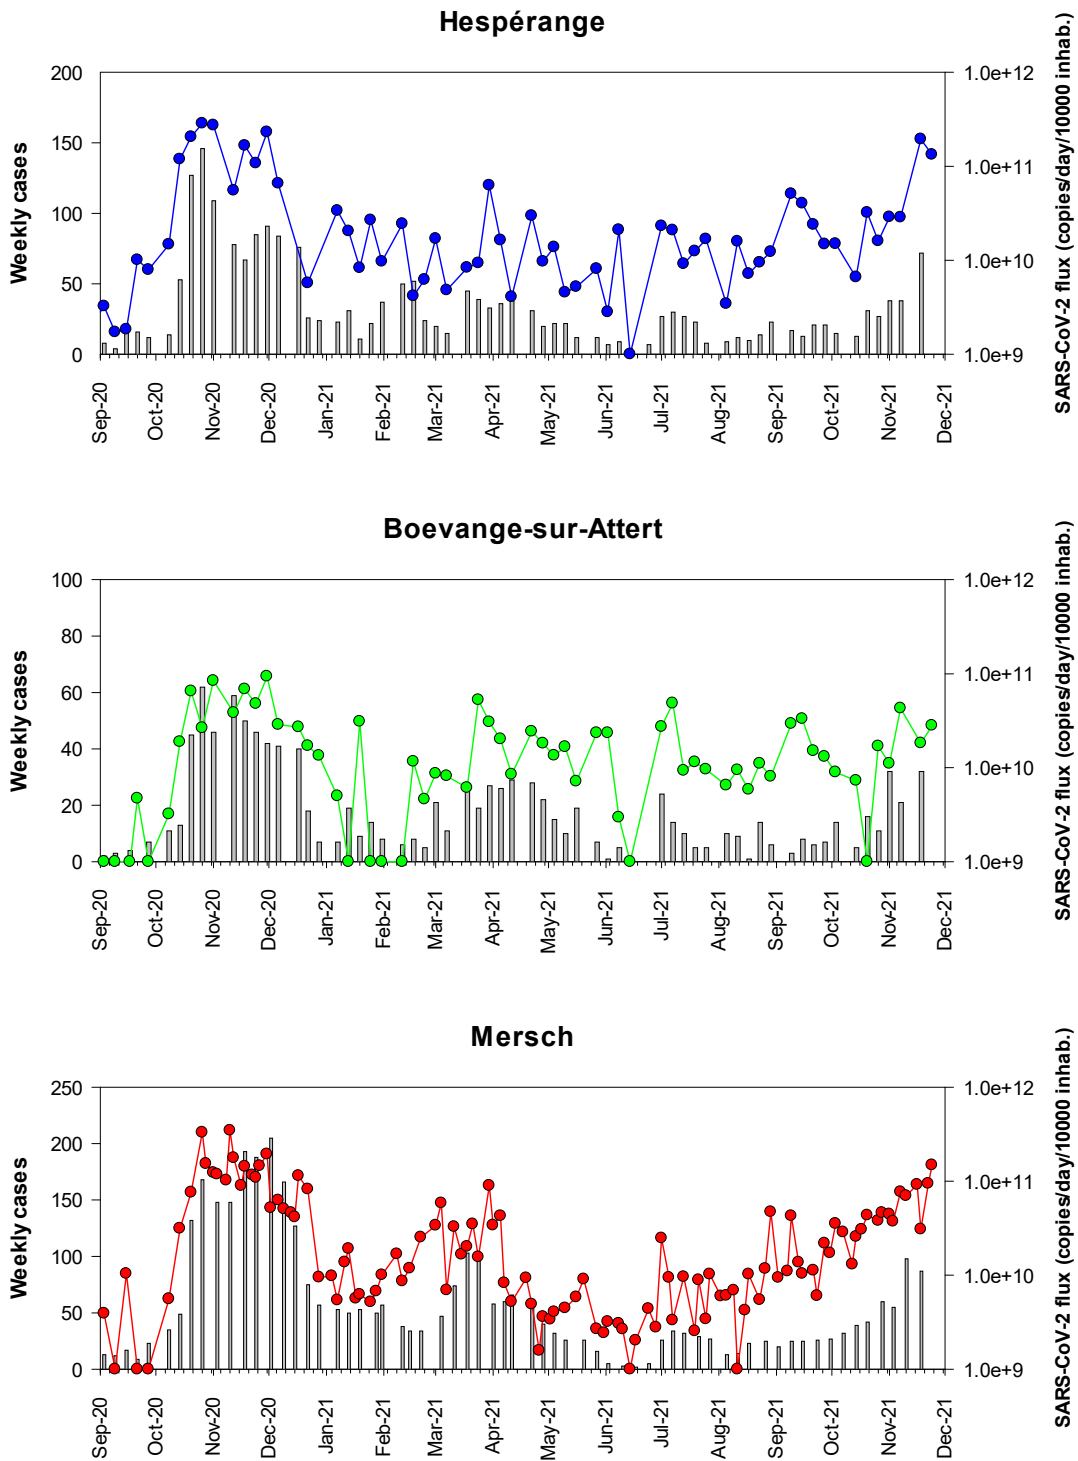 Hespérange
Weekly cases
200
150
100
50
0
1.0e+12
1.0e+11
1.0e+10
1.0e+9
SARS-CoV-2 flux (copies/day/10000 inhab.)
Sep-20
Oct-20
Nov-20
Dec-20
Jan-21
Feb-21
Mar-21
Apr-21
May-21
Jun-21
Jul-21
Aug-21
Sep-21
Oct-21
Nov-21
Dec-21
Boevange-sur-Attert
Weekly cases
100
80
60
40
20
0
1.0e+12
1.0e+11
1.0e+10
1.0e+9
SARS-CoV-2 flux (copies/day/10000 inhab.)
Sep-20
Oct-20
Nov-20
Dec-20
Jan-21
Feb-21
Mar-21
Apr-21
May-21
Jun-21
Jul-21
Aug-21
Sep-21
Oct-21
Nov-21
Dec-21
Mersch
Weekly cases
250
200
150
100
50
0
1.0e+12
1.0e+11
1.0e+10
1.0e+9
SARS-CoV-2 flux (copies/day/10000 inhab.)
Sep-20
Oct-20
Nov-20
Dec-20
Jan-21
Feb-21
Mar-21
Apr-21
May-21
Jun-21
Jul-21
Aug-21
Sep-21
Oct-21
Nov-21
Dec-21